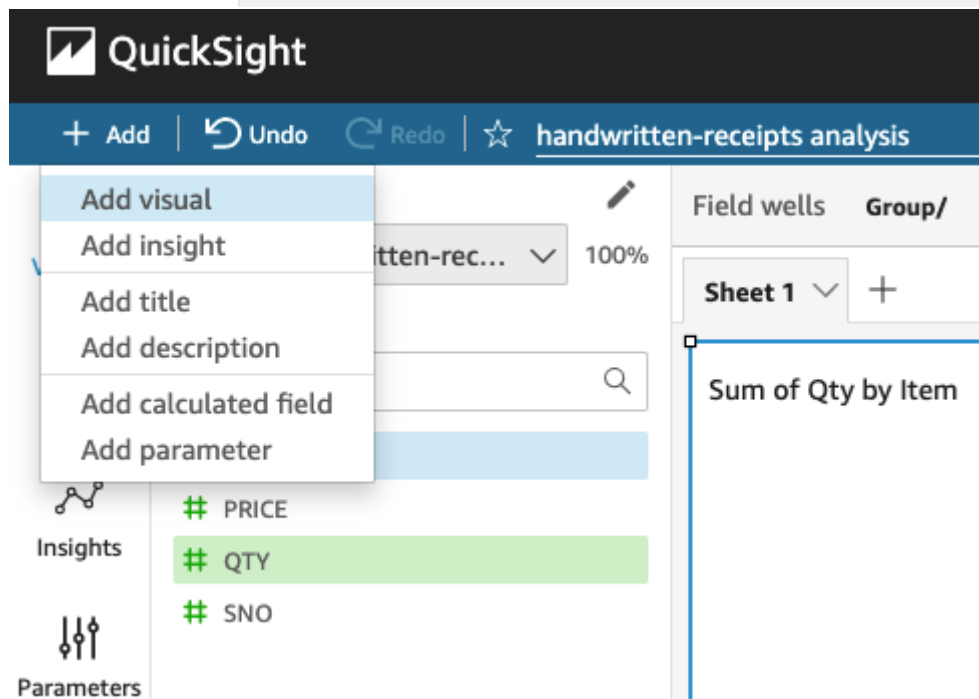 QuickSight
+ Add Undo Redo handwritten-receipts analysis
Add visual
Add insight
Add title
Add description
Add calculated field
Add parameter
itten-rec... 100%
PRICE
QTY
SNO
Insights
Parameters
Field wells Group/
Sheet 1 +
Sum of Qty by Item